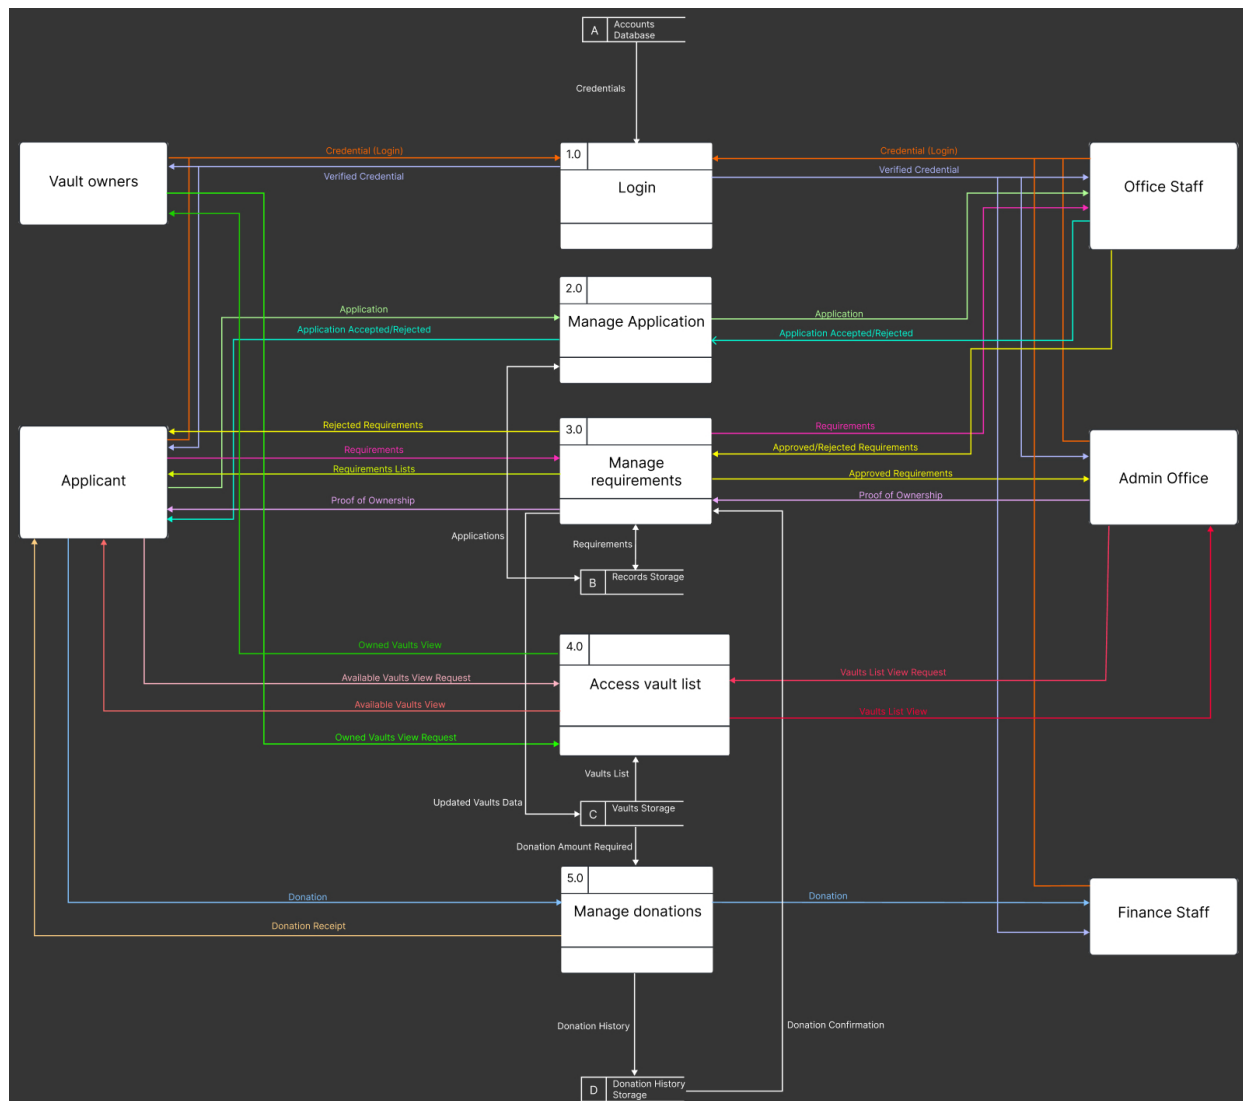 A
Accounts
Database
Credentials
1.0
Login
Credential (Login)
Verified Credential
Credential (Login)
Verified Credential
Vault owners
Office Staff
2.0
Manage Application
Application
Application Accepted/Rejected
Application
Application Accepted/Rejected
3.0
Manage
requirements
Rejected Requirements
Requirements
Requirements Lists
Proof of Ownership
Requirements
Approved/Rejected Requirements
Approved Requirements
Proof of Ownership
Applicant
Admin Office
Applications
Requirements
B
Records Storage
4.0
Access vault list
Owned Vaults View
Available Vaults View Request
Available Vaults View
Owned Vaults View Request
Vaults List View Request
Vaults List View
Vaults List
Updated Vaults Data
C
Vaults Storage
Donation Amount Required
5.0
Manage donations
Donation
Donation Receipt
Donation
Finance Staff
Donation History
Donation Confirmation
D
Donation History
Storage